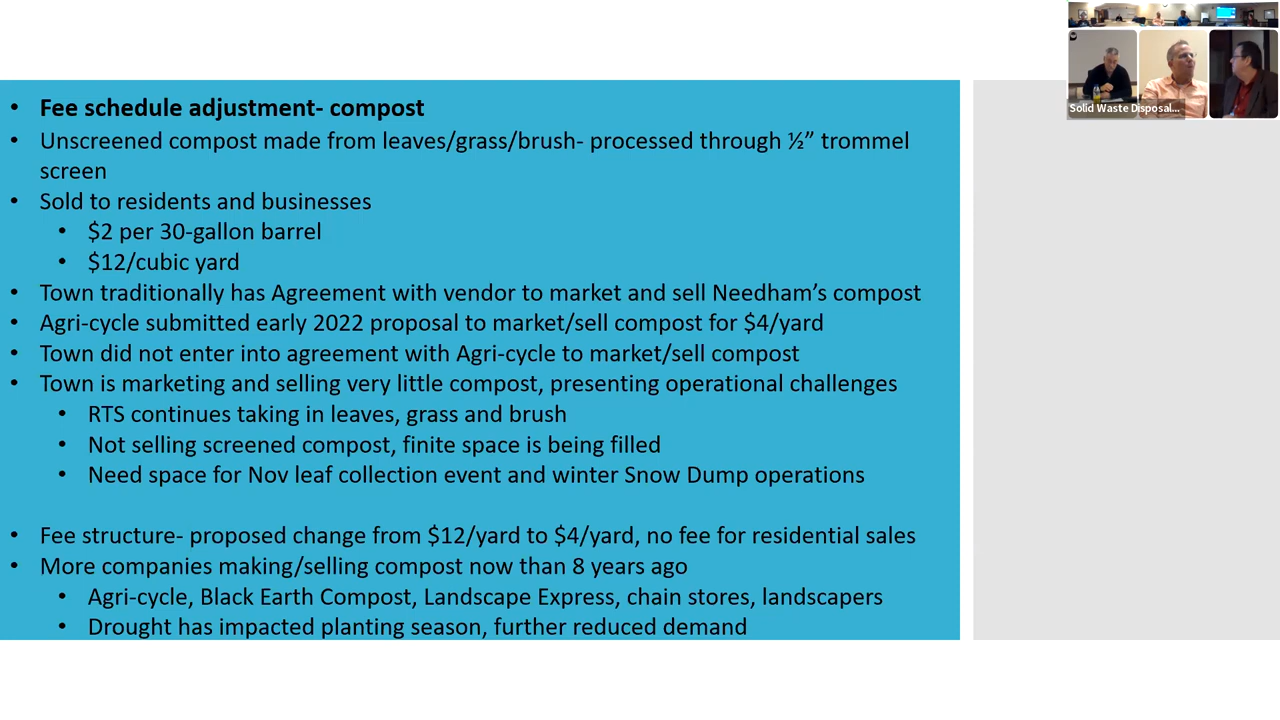 • Fee schedule adjustment- compost
• Unscreened compost made from leaves/grass/brush- processed through ½” trommel
screen
• Sold to residents and businesses
• $2 per 30-gallon barrel
• $12/cubic yard
• Town traditionally has Agreement with vendor to market and sell Needham’s compost
• Agri-cycle submitted early 2022 proposal to market/sell compost for $4/yard
• Town did not enter into agreement with Agri-cycle to market/sell compost
• Town is marketing and selling very little compost, presenting operational challenges
• RTS continues taking in leaves, grass and brush
• Not selling screened compost, finite space is being filled
• Need space for Nov leaf collection event and winter Snow Dump operations
• Fee structure- proposed change from $12/yard to $4/yard, no fee for residential sales
• More companies making/selling compost now than 8 years ago
• Agri-cycle, Black Earth Compost, Landscape Express, chain stores, landscapers
• Drought has impacted planting season, further reduced demand
Solid Waste Disposal...